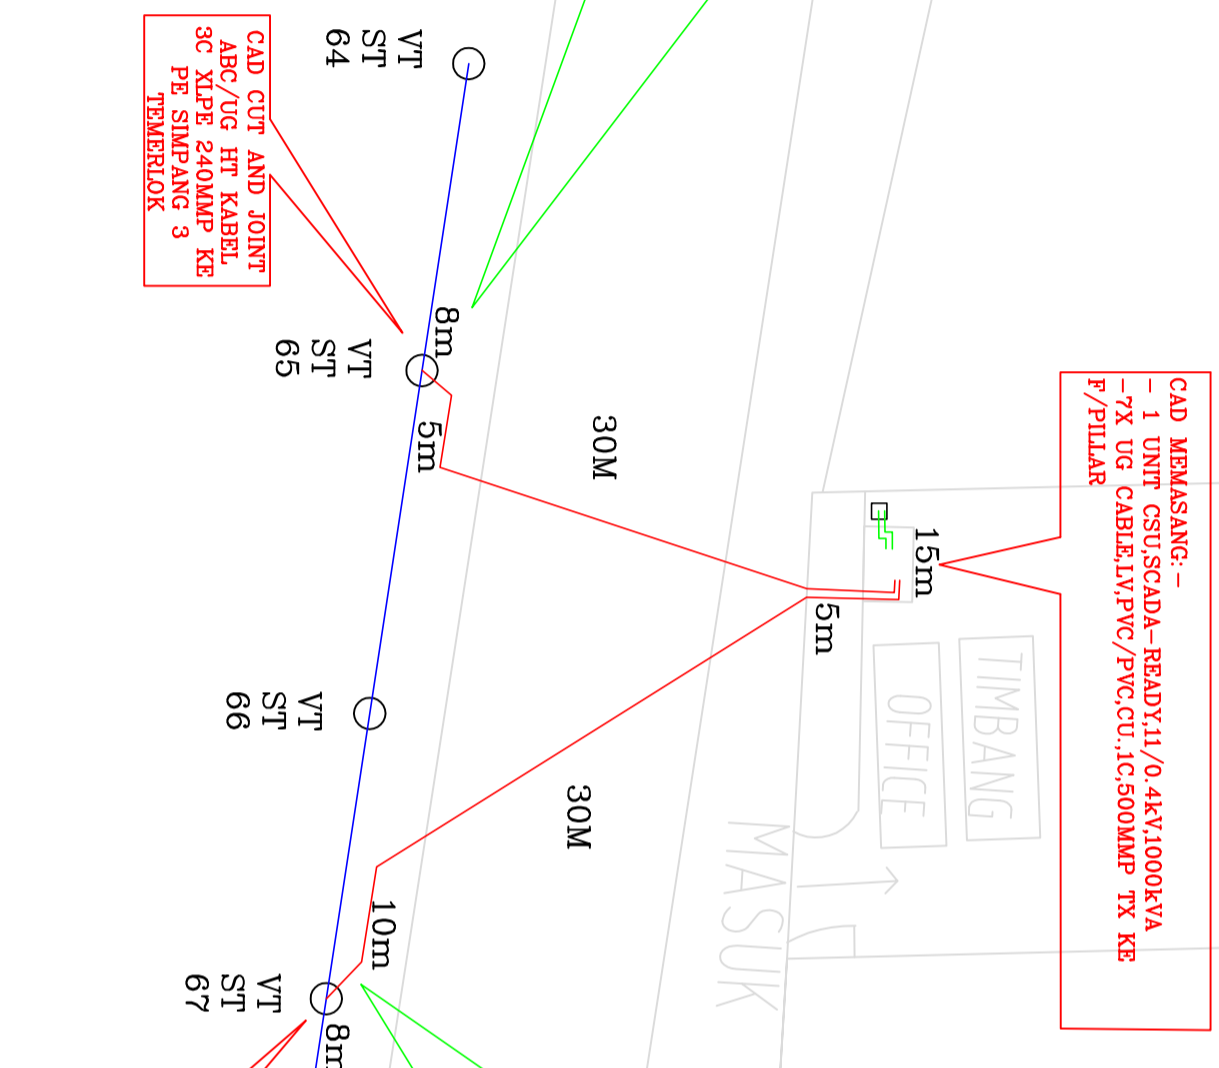 CAD MEMASANG:-
- 1 UNIT CSU,SCADA-READY,11/0.4kV,1000kVA
-7X UG CABLE,LV,PVC/PVC,CU.,1C,500MMP TX KE
F/PILLAR
TIMBANG
OFFICE
MASUK
15m
5m
30M
30M
8m
5m
10m
8m
VT
ST
64
VT
ST
65
VT
ST
66
VT
ST
67
CAD CUT AND JOINT
ABC/UG HT KABEL
3C XLPE 240MMP KE
PE SIMPANG 3
TEMERLOK